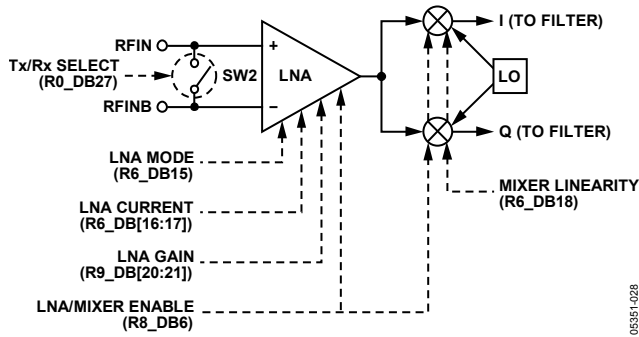 RFIN
Tx/Rx SELECT
(R0_DB27)
SW2
RFINB
+
LNA
–
I (TO FILTER)
LO
Q (TO FILTER)
LNA MODE
(R6_DB15)
LNA CURRENT
(R6_DB[16:17])
LNA GAIN
(R9_DB[20:21])
LNA/MIXER ENABLE
(R8_DB6)
MIXER LINEARITY
(R6_DB18)
05351-028